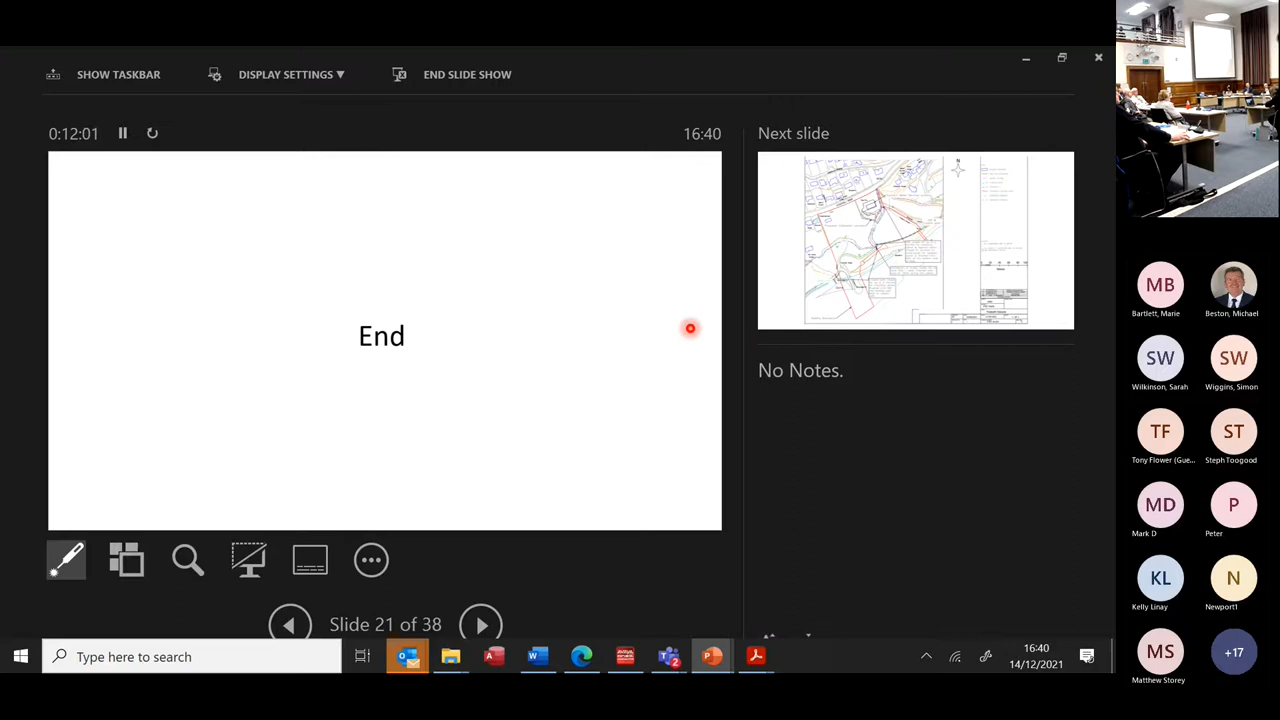 SHOW TASKBAR
DISPLAY SETTINGS ▼
END SLIDE SHOW
0:12:01
16:40
Next slide
N
End
No Notes.
Slide 21 of 38
Type here to search
2
16:40
14/12/2021
MB
Bartlett, Marie
Beston, Michael
SW
Wilkinson, Sarah
SW
Wiggins, Simon
TF
Tony Flower (Gue...
ST
Steph Toogood
MD
Mark D
P
Peter
KL
Kelly Linay
N
Newport1
MS
Matthew Storey
+17